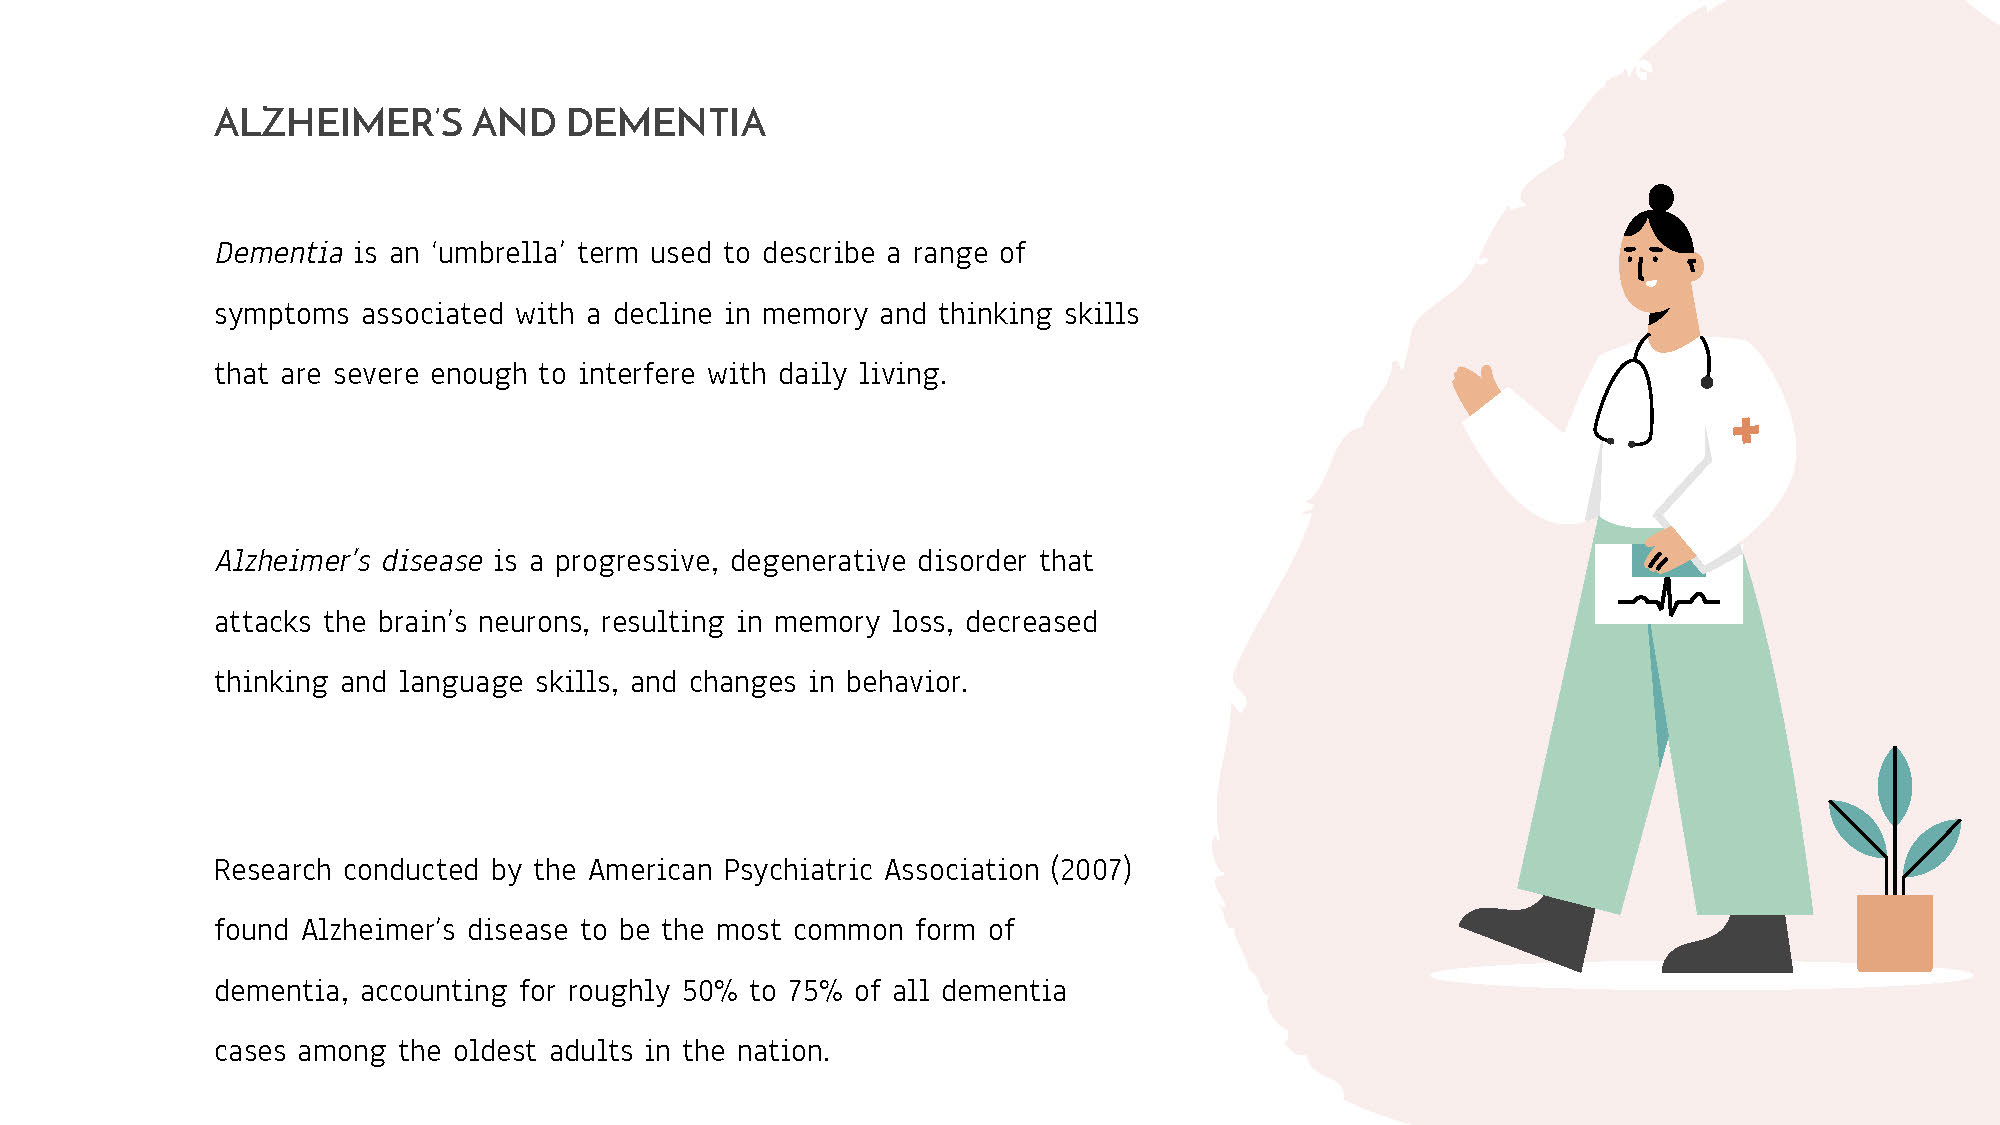 ALZHEIMER’S AND DEMENTIA
Dementia is an ‘umbrella’ term used to describe a range of
symptoms associated with a decline in memory and thinking skills
that are severe enough to interfere with daily living.
Alzheimer’s disease is a progressive, degenerative disorder that
attacks the brain’s neurons, resulting in memory loss, decreased
thinking and language skills, and changes in behavior.
Research conducted by the American Psychiatric Association (2007)
found Alzheimer’s disease to be the most common form of
dementia, accounting for roughly 50% to 75% of all dementia
cases among the oldest adults in the nation.